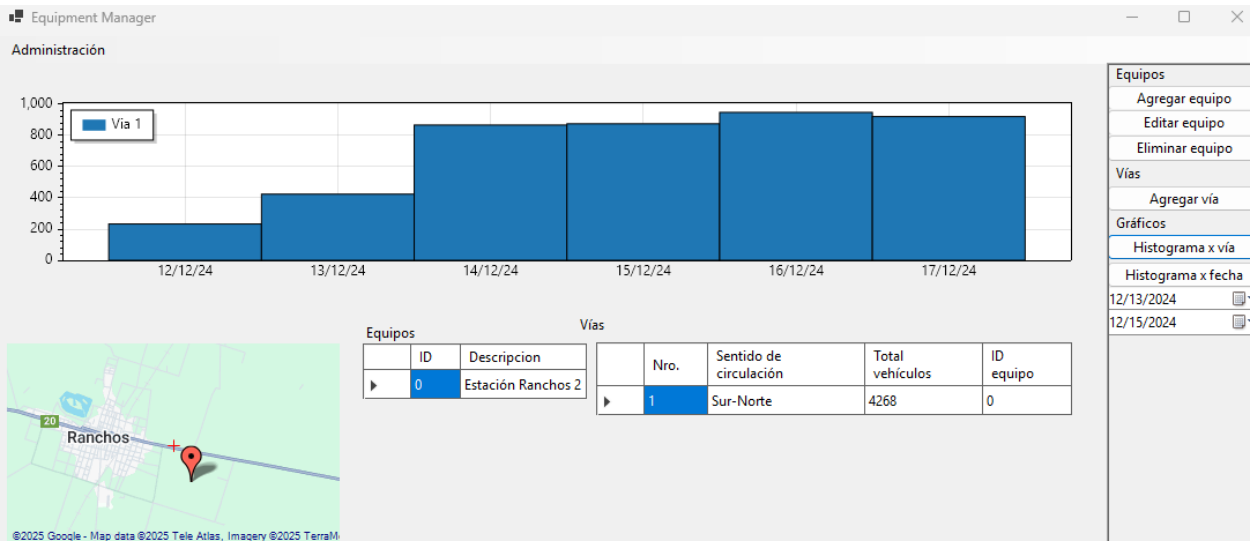 Equipment Manager
Administración
1,000
800
600
400
200
0
Via 1
12/12/24 13/12/24 14/12/24 15/12/24 16/12/24 17/12/24
Equipos
Agregar equipo
Editar equipo
Eliminar equipo
Vías
Agregar vía
Gráficos
Histograma x vía
Histograma x fecha
12/13/2024
12/15/2024
20
Ranchos
©2025 Google - Map data ©2025 Tele Atlas, Imagery ©2025
Equipos
ID Descripcion
0 Estación Ranchos 2
Vías
Nro. Sentido de circulación Total vehículos ID equipo
1 Sur-Norte 4268 0